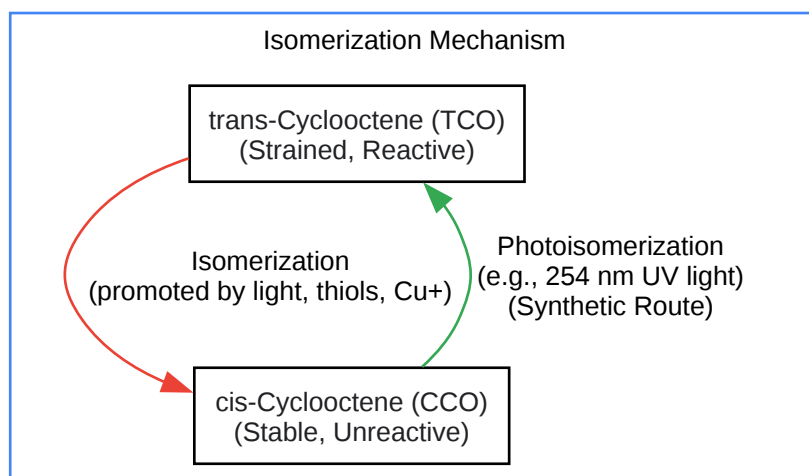 Isomerization Mechanism
trans-Cyclooctene (TCO)
(Strained, Reactive)
Isomerization
(promoted by light, thiols, Cu+)
Photoisomerization
(e.g., 254 nm UV light)
(Synthetic Route)
cis-Cyclooctene (CCO)
(Stable, Unreactive)